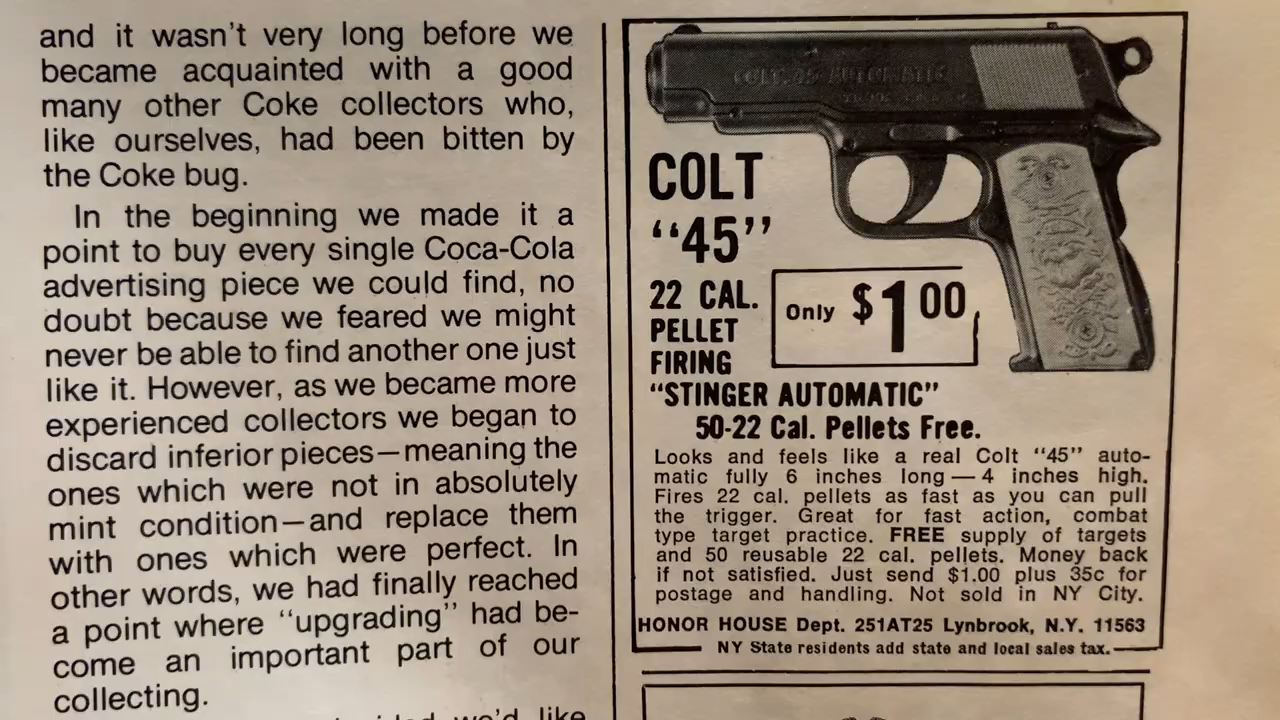 and it wasn't very long before we
became acquainted with a good
many other Coke collectors who,
like ourselves, had been bitten by
the Coke bug.
In the beginning we made it a
point to buy every single Coca-Cola
advertising piece we could find, no
doubt because we feared we might
never be able to find another one just
like it. However, as we became more
experienced collectors we began to
discard inferior pieces—meaning the
ones which were not in absolutely
mint condition—and replace them
with ones which were perfect. In
other words, we had finally reached
a point where "upgrading" had be-
come an important part of our
collecting.
we'd like
COLT 45 AUTOMATIC
COLT
"45"
22 CAL.
PELLET
FIRING
Only $1 00
"STINGER AUTOMATIC"
50-22 Cal. Pellets Free.
Looks and feels like a real Colt "45" auto-
matic fully 6 inches long — 4 inches high.
Fires 22 cal. pellets as fast as you can pull
the trigger. Great for fast action, combat
type target practice. FREE supply of targets
and 50 reusable 22 cal. pellets. Money back
if not satisfied. Just send $1.00 plus 35c for
postage and handling. Not sold in NY City.
HONOR HOUSE Dept. 251AT25 Lynbrook, N.Y. 11563
NY State residents add state and local sales tax.